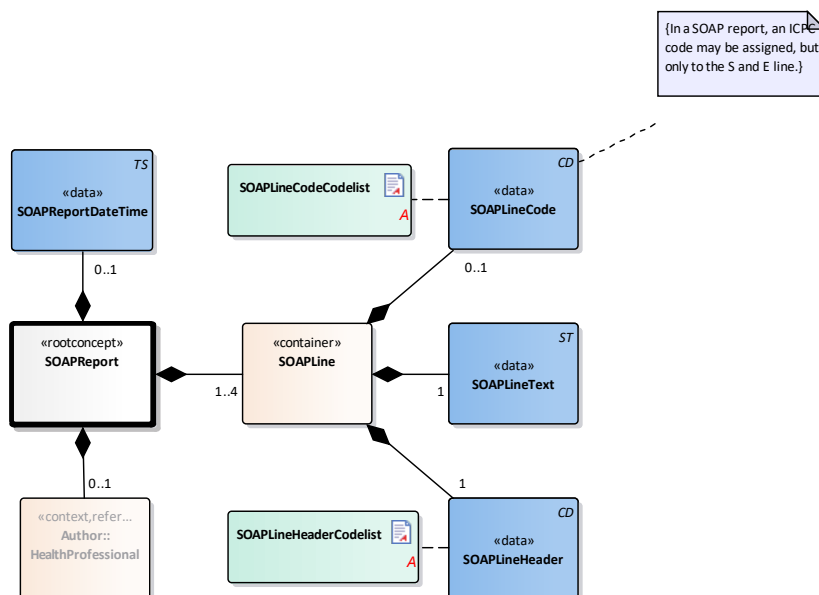 {In a SOAP report, an ICPC
code may be assigned, but
only to the S and E line.}
TS
«data»
SOAPReportDateTime
0..1
SOAPLineCodeCodelist
A
CD
«data»
SOAPLineCode
0..1
«rootconcept»
SOAPReport
1..4
«container»
SOAPLine
ST
«data»
SOAPLineText
1
0..1
1
«context,refer...
Author::
HealthProfessional
SOAPLineHeaderCodelist
A
CD
«data»
SOAPLineHeader